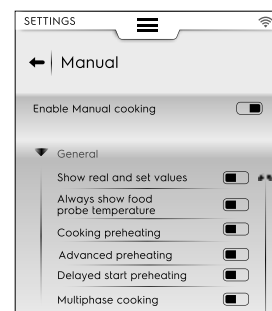 SETTINGS
Manual
Enable Manual cooking
General
Show real and set values
Always show food
probe temperature
Cooking preheating
Advanced preheating
Delayed start preheating
Multiphase cooking